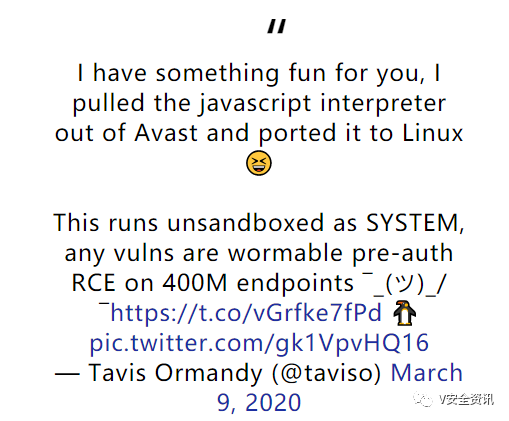 “
I have something fun for you, I
pulled the javascript interpreter
out of Avast and ported it to Linux
😆
This runs unsandboxed as SYSTEM,
any vulns are wormable pre-auth
RCE on 400M endpoints ¯_(ツ)_/
¯https://t.co/vGrfke7fPd 🐧
pic.twitter.com/gk1VpvHQ16
— Tavis Ormandy (@taviso) March
9, 2020
V安全资讯